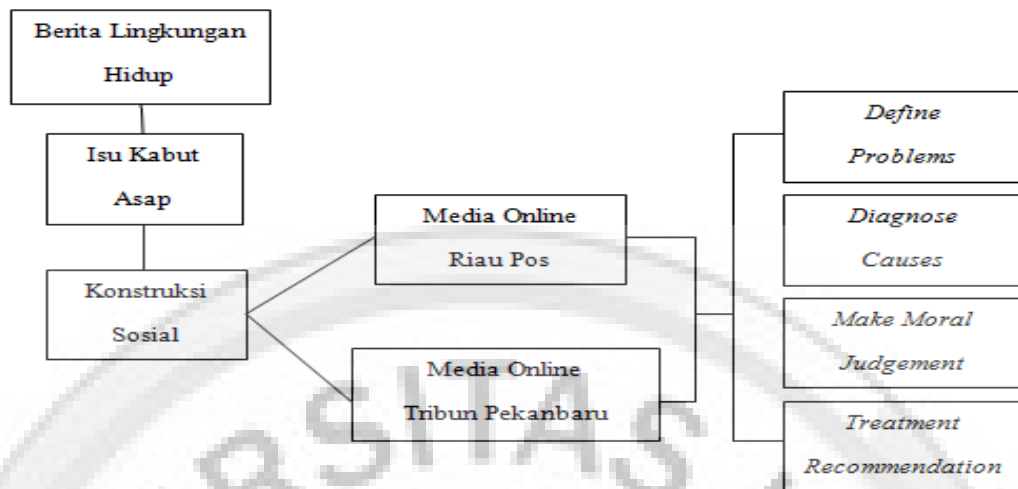 Berita Lingkungan
Hidup
Isu Kabut
Asap
Konstruksi
Sosial
Media Online
Riau Pos
Media Online
Tribun Pekanbaru
Define
Problems
Diagnose
Causes
Make Moral
Judgement
Treatment
Recommendation
RSITAS